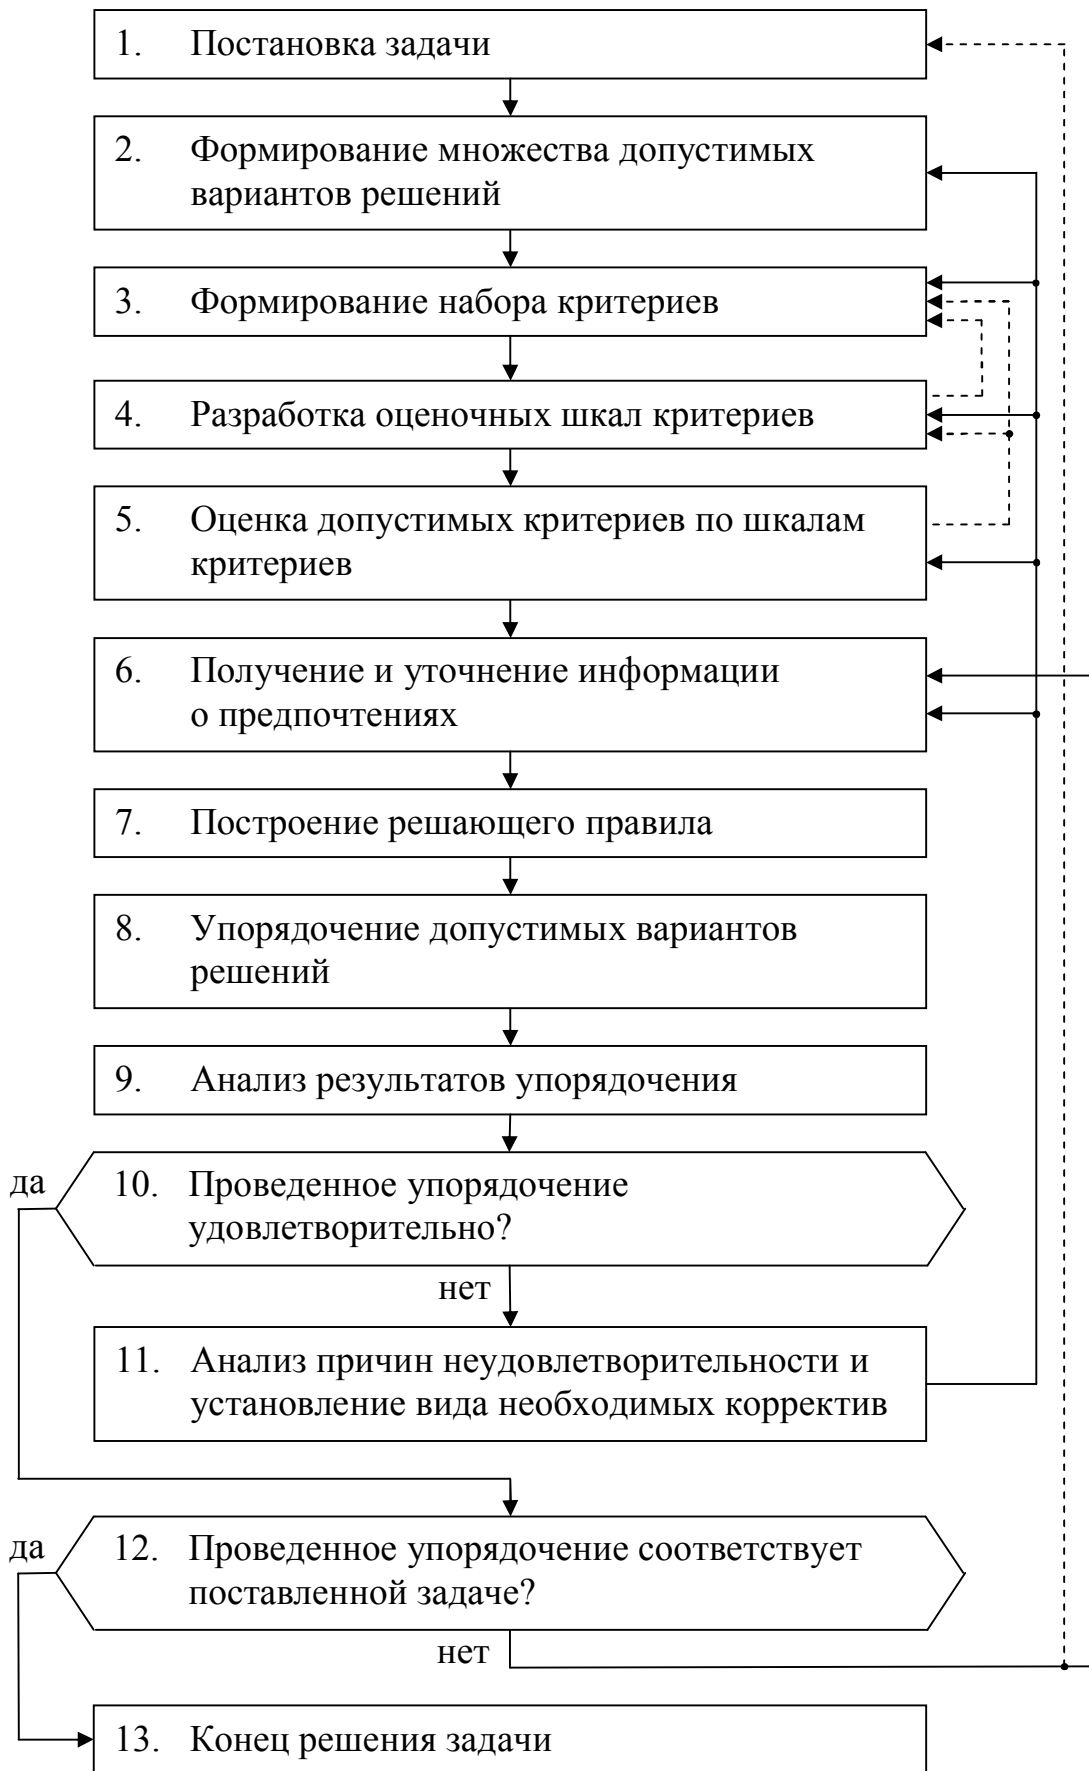 1. Постановка задачи
2. Формирование множества допустимых
вариантов решений
3. Формирование набора критериев
4. Разработка оценочных шкал критериев
5. Оценка допустимых критериев по шкалам
критериев
6. Получение и уточнение информации
о предпочтениях
7. Построение решающего правила
8. Упорядочение допустимых вариантов
решений
9. Анализ результатов упорядочения
да
10. Проведенное упорядочение
удовлетворительно?
нет
11. Анализ причин неудовлетворительности и
установление вида необходимых корректив
да
12. Проведенное упорядочение соответствует
поставленной задаче?
нет
13. Конец решения задачи